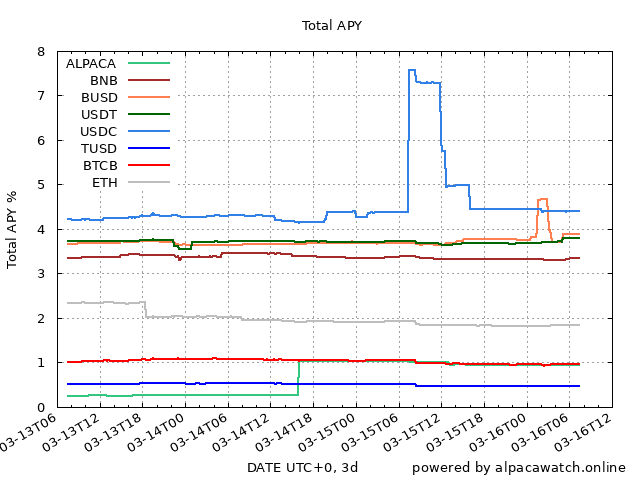 Total APY
Total APY %
8
7
6
5
4
3
2
1
0
ALPACA
BNB
BUSD
USDT
USDC
TUSD
BTCB
ETH
03-13T06
03-13T12
03-13T18
03-14T00
03-14T06
03-14T12
03-14T18
03-15T00
03-15T06
03-15T12
03-15T18
03-16T00
03-16T06
03-16T12
DATE UTC+0, 3d
powered by alpacawatch.online